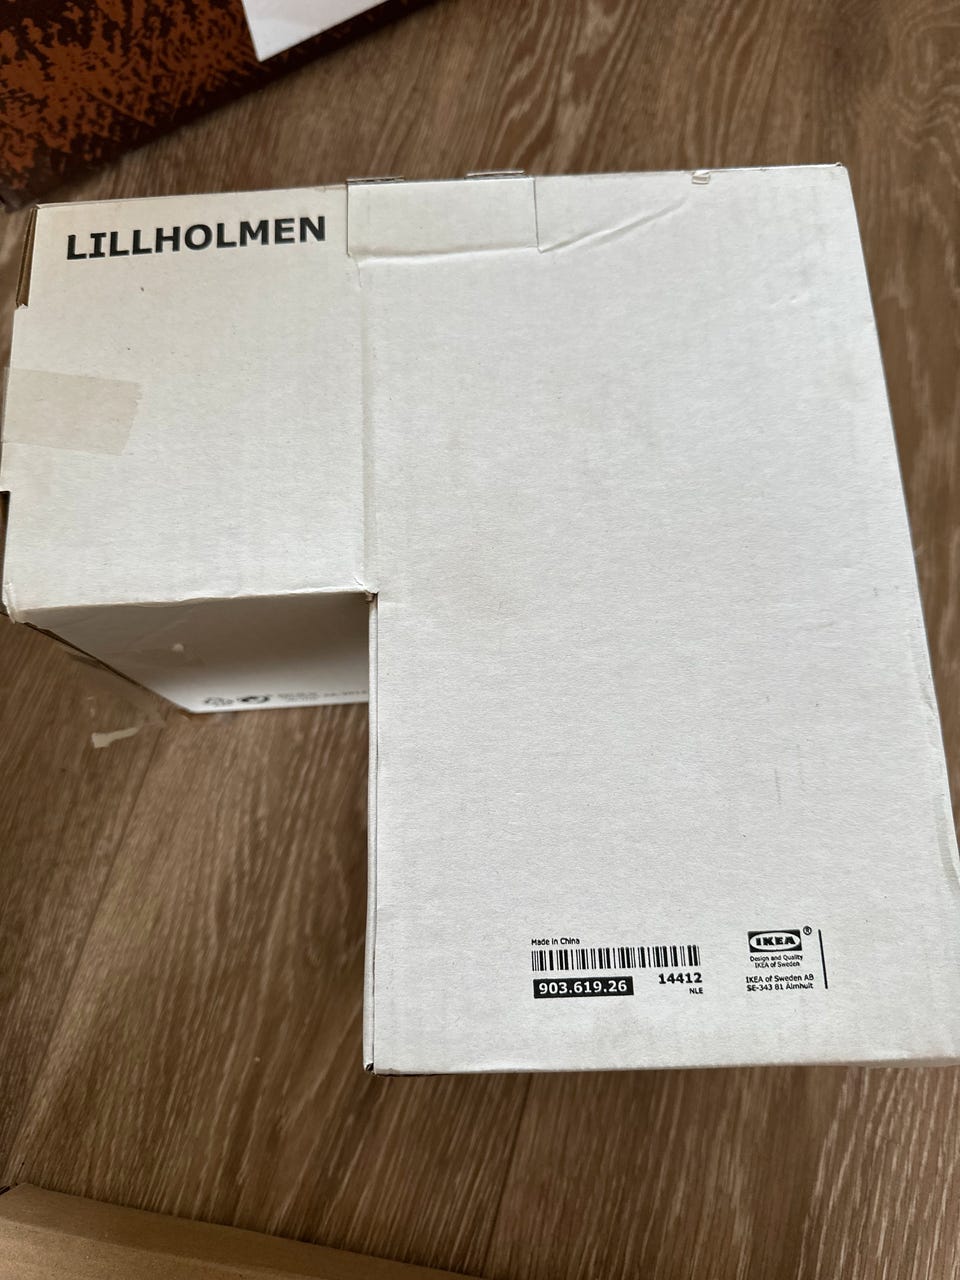 LILLHOLMEN
Made in China
903.619.26
14412
NLE
IKEA®
Design and Quality
IKEA of Sweden
IKEA of Sweden AB
SE-343 81 Älmhult